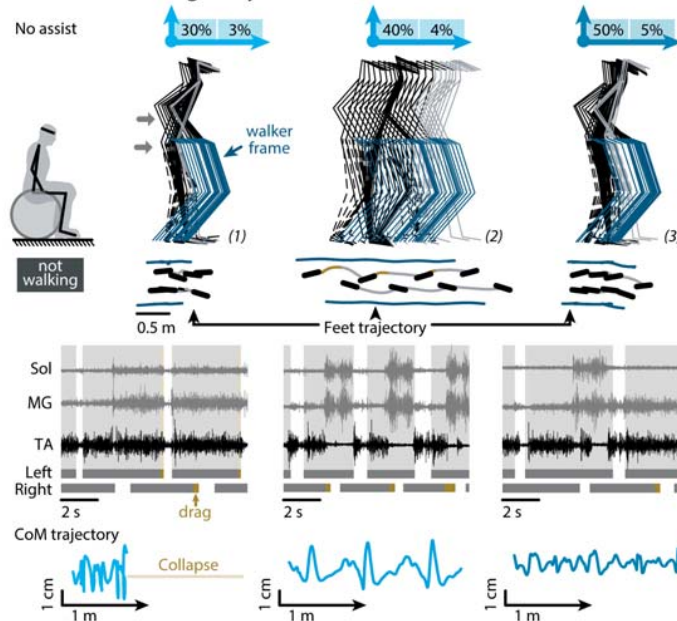 No assist
30% 3%
40% 4%
50% 5%
walker
frame
(1)
(2)
(3)
not
walking
0.5 m
Feet trajectory
Sol
MG
TA
Left
Right
2 s
drag
2 s
2 s
CoM trajectory
Collapse
1 cm
1 m
1 cm
1 m
1 cm
1 m